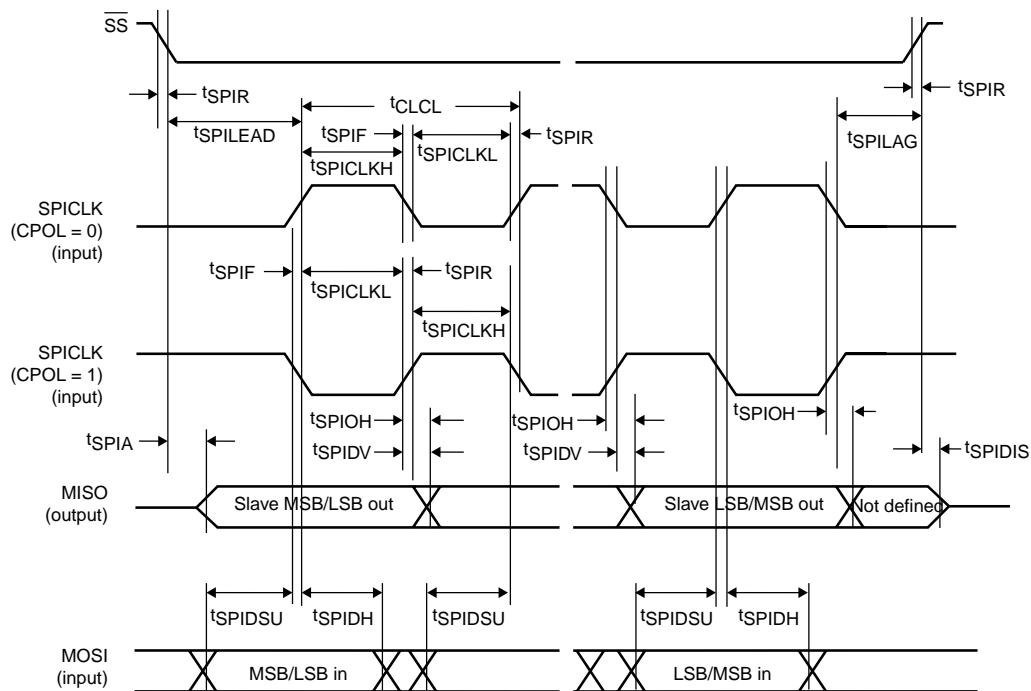 SS
tSPIR
tCLCL
tSPIR
tSPILEAD
tSPIF
tSPICLKH
tSPICLKL
tSPIR
tSPILAG
SPICLK
(CPOL = 0)
(input)
tSPIF
tSPICLKL
tSPIR
tSPICLKH
SPICLK
(CPOL = 1)
(input)
tSPIOH
tSPIOH
tSPIOH
tSPIA
tSPIDV
tSPIDV
tSPIDIS
MISO
(output)
Slave MSB/LSB out
Slave LSB/MSB out
Not defined
tSPIDSU
tSPIDH
tSPIDSU
tSPIDSU
tSPIDH
MOSI
(input)
MSB/LSB in
LSB/MSB in